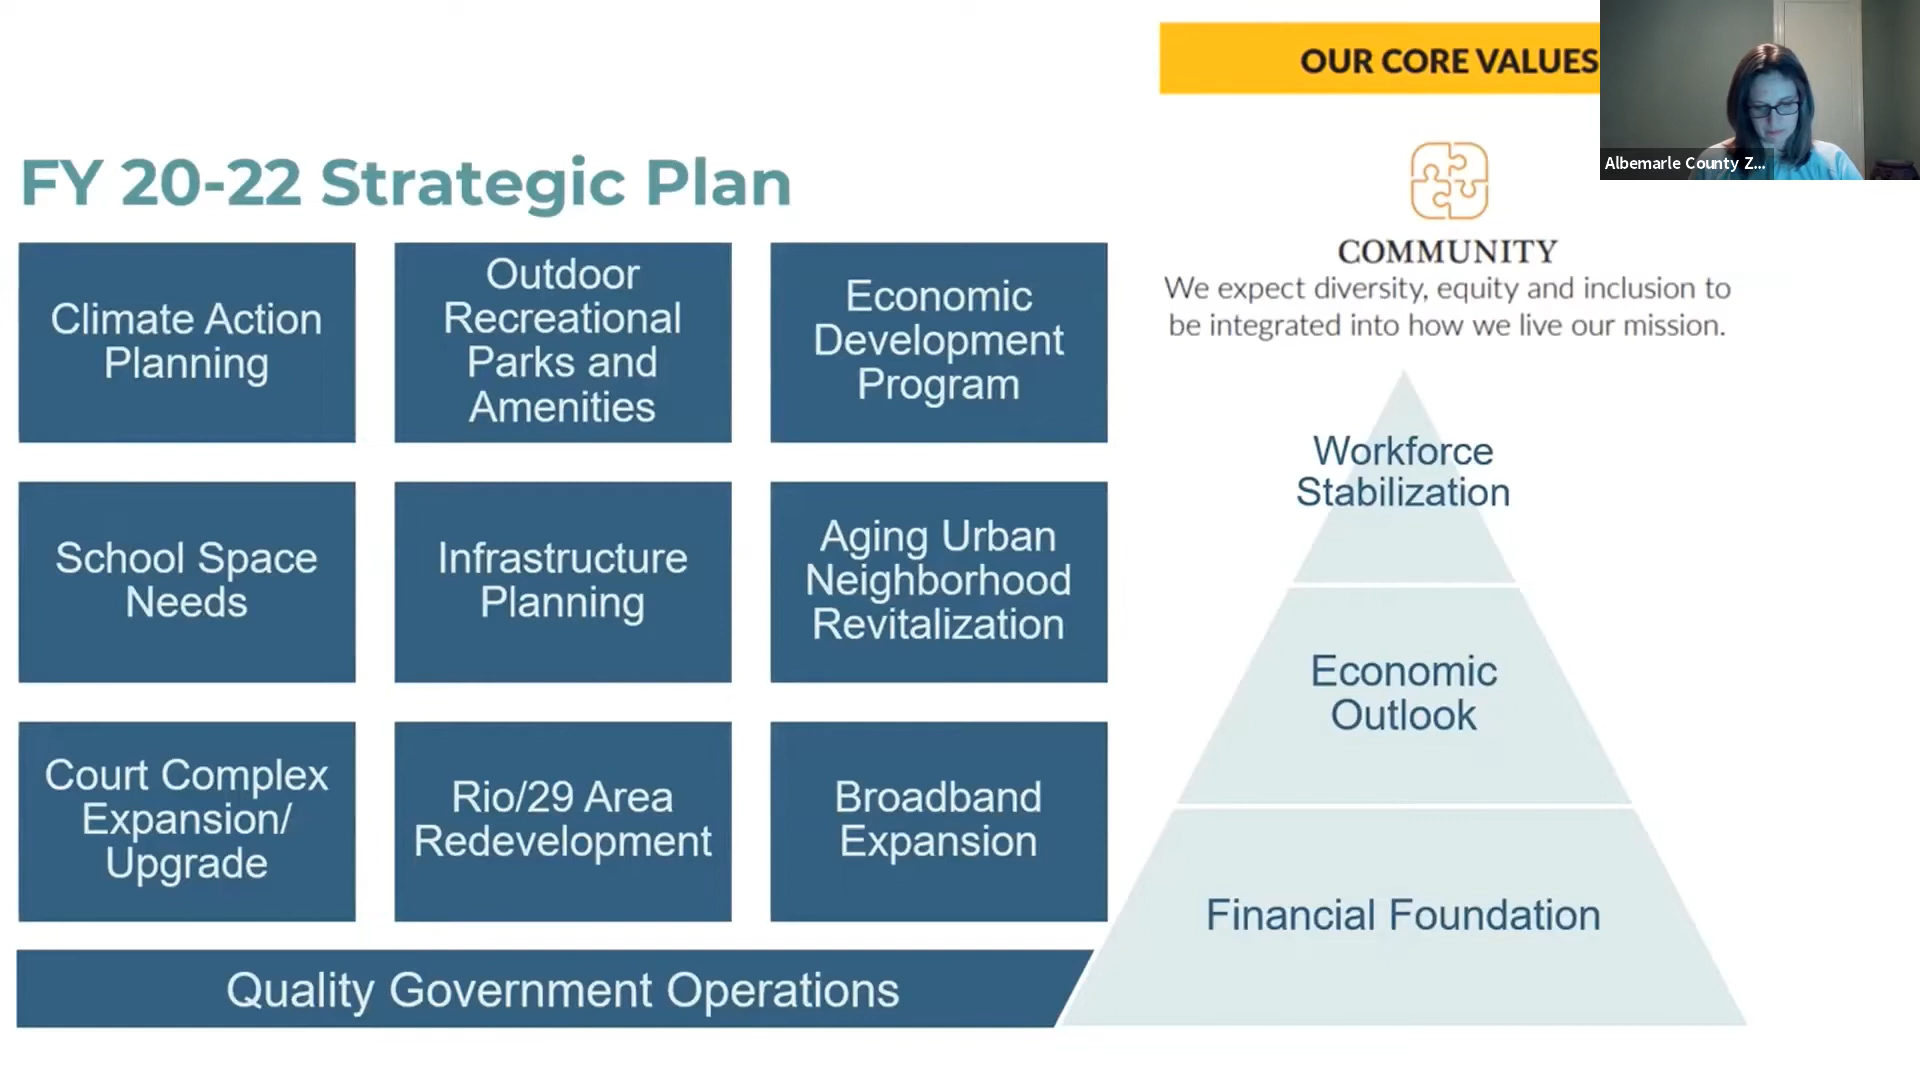 OUR CORE VALUES
Albemarle County Z...
FY 20-22 Strategic Plan
COMMUNITY
We expect diversity, equity and inclusion to
be integrated into how we live our mission.
Climate Action
Planning
Outdoor
Recreational
Parks and
Amenities
Economic
Development
Program
School Space
Needs
Infrastructure
Planning
Aging Urban
Neighborhood
Revitalization
Court Complex
Expansion/
Upgrade
Rio/29 Area
Redevelopment
Broadband
Expansion
Quality Government Operations
Workforce
Stabilization
Economic
Outlook
Financial Foundation